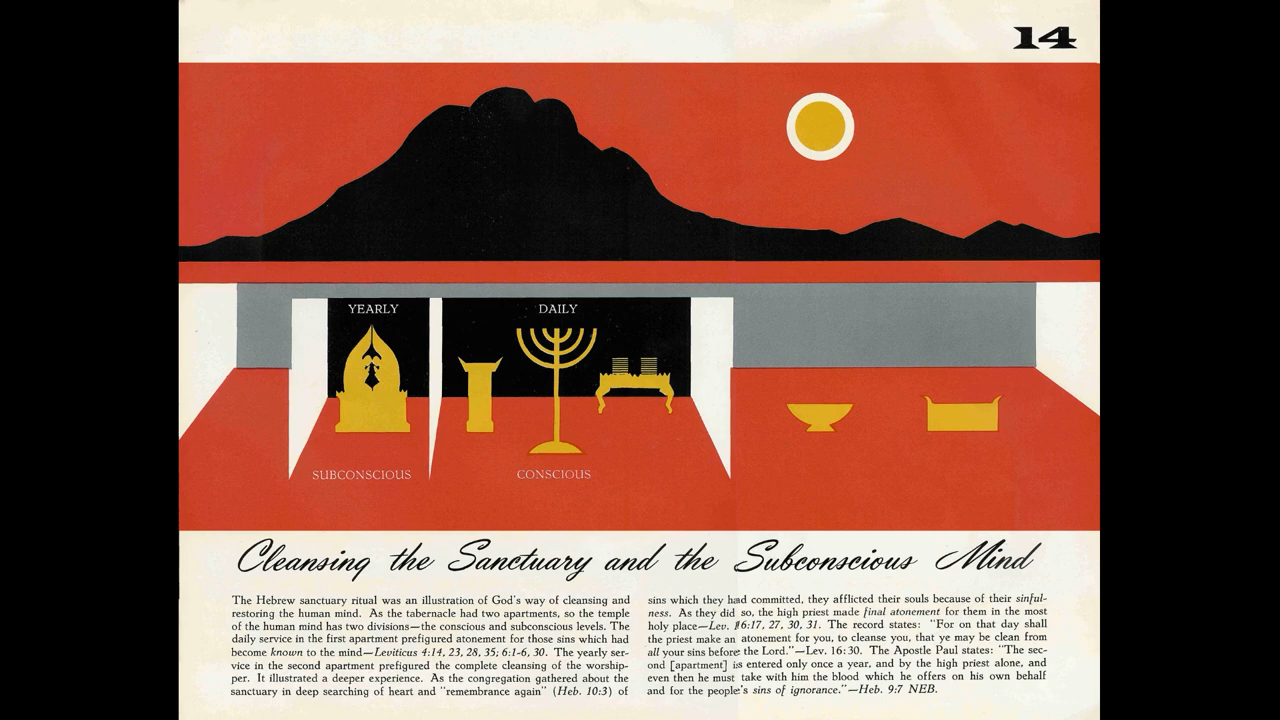 14
YEARLY
DAILY
SUBCONSCIOUS
CONSCIOUS
Cleansing the Sanctuary and the Subconscious Mind
The Hebrew sanctuary ritual was an illustration of God's way of cleansing and
restoring the human mind. As the tabernacle had two apartments, so the temple
of the human mind has two divisions—the conscious and subconscious levels. The
daily service in the first apartment prefigured atonement for those sins which had
become known to the mind—Leviticus 4:14, 23, 28, 35; 6:1-6, 30. The yearly ser-
vice in the second apartment prefigured the complete cleansing of the worship-
per. It illustrated a deeper experience. As the congregation gathered about the
sanctuary in deep searching of heart and "remembrance again" (Heb. 10:3) of
sins which they had committed, they afflicted their souls because of their sinful-
ness. As they did so, the high priest made final atonement for them in the most
holy place—Lev. 16:17, 27, 30, 31. The record states: "For on that day shall
the priest make an atonement for you, to cleanse you, that ye may be clean from
all your sins before the Lord."—Lev. 16:30. The Apostle Paul states: "The sec-
ond [apartment] is entered only once a year, and by the high priest alone, and
even then he must take with him the blood which he offers on his own behalf
and for the people's sins of ignorance."—Heb. 9:7 NEB.